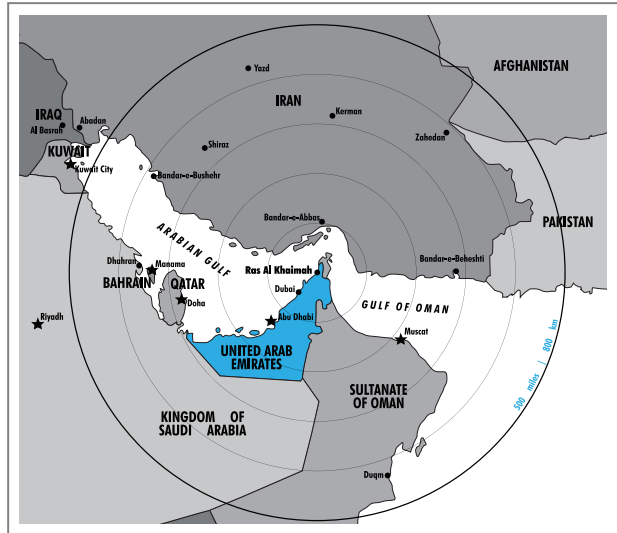 AFGHANISTAN
Yazd
IRAN
Kerman
IRAQ
Abadan
Al Basrah
Zahedan
KUWAIT
Shiraz
Kuwait City
Bandar-e-Bushehr
PAKISTAN
Bandar-e-Abbas
ARABIAN GULF
Dhahran
Manama
Ras Al Khaimah
Bandar-e-Beheshti
BAHRAIN
QATAR
Dubai
Doha
GULF OF OMAN
Riyadh
Abu Dhabi
Muscat
UNITED ARAB
EMIRATES
500 miles | 800 km
SULTANATE
OF OMAN
KINGDOM OF
SAUDI ARABIA
Duqm